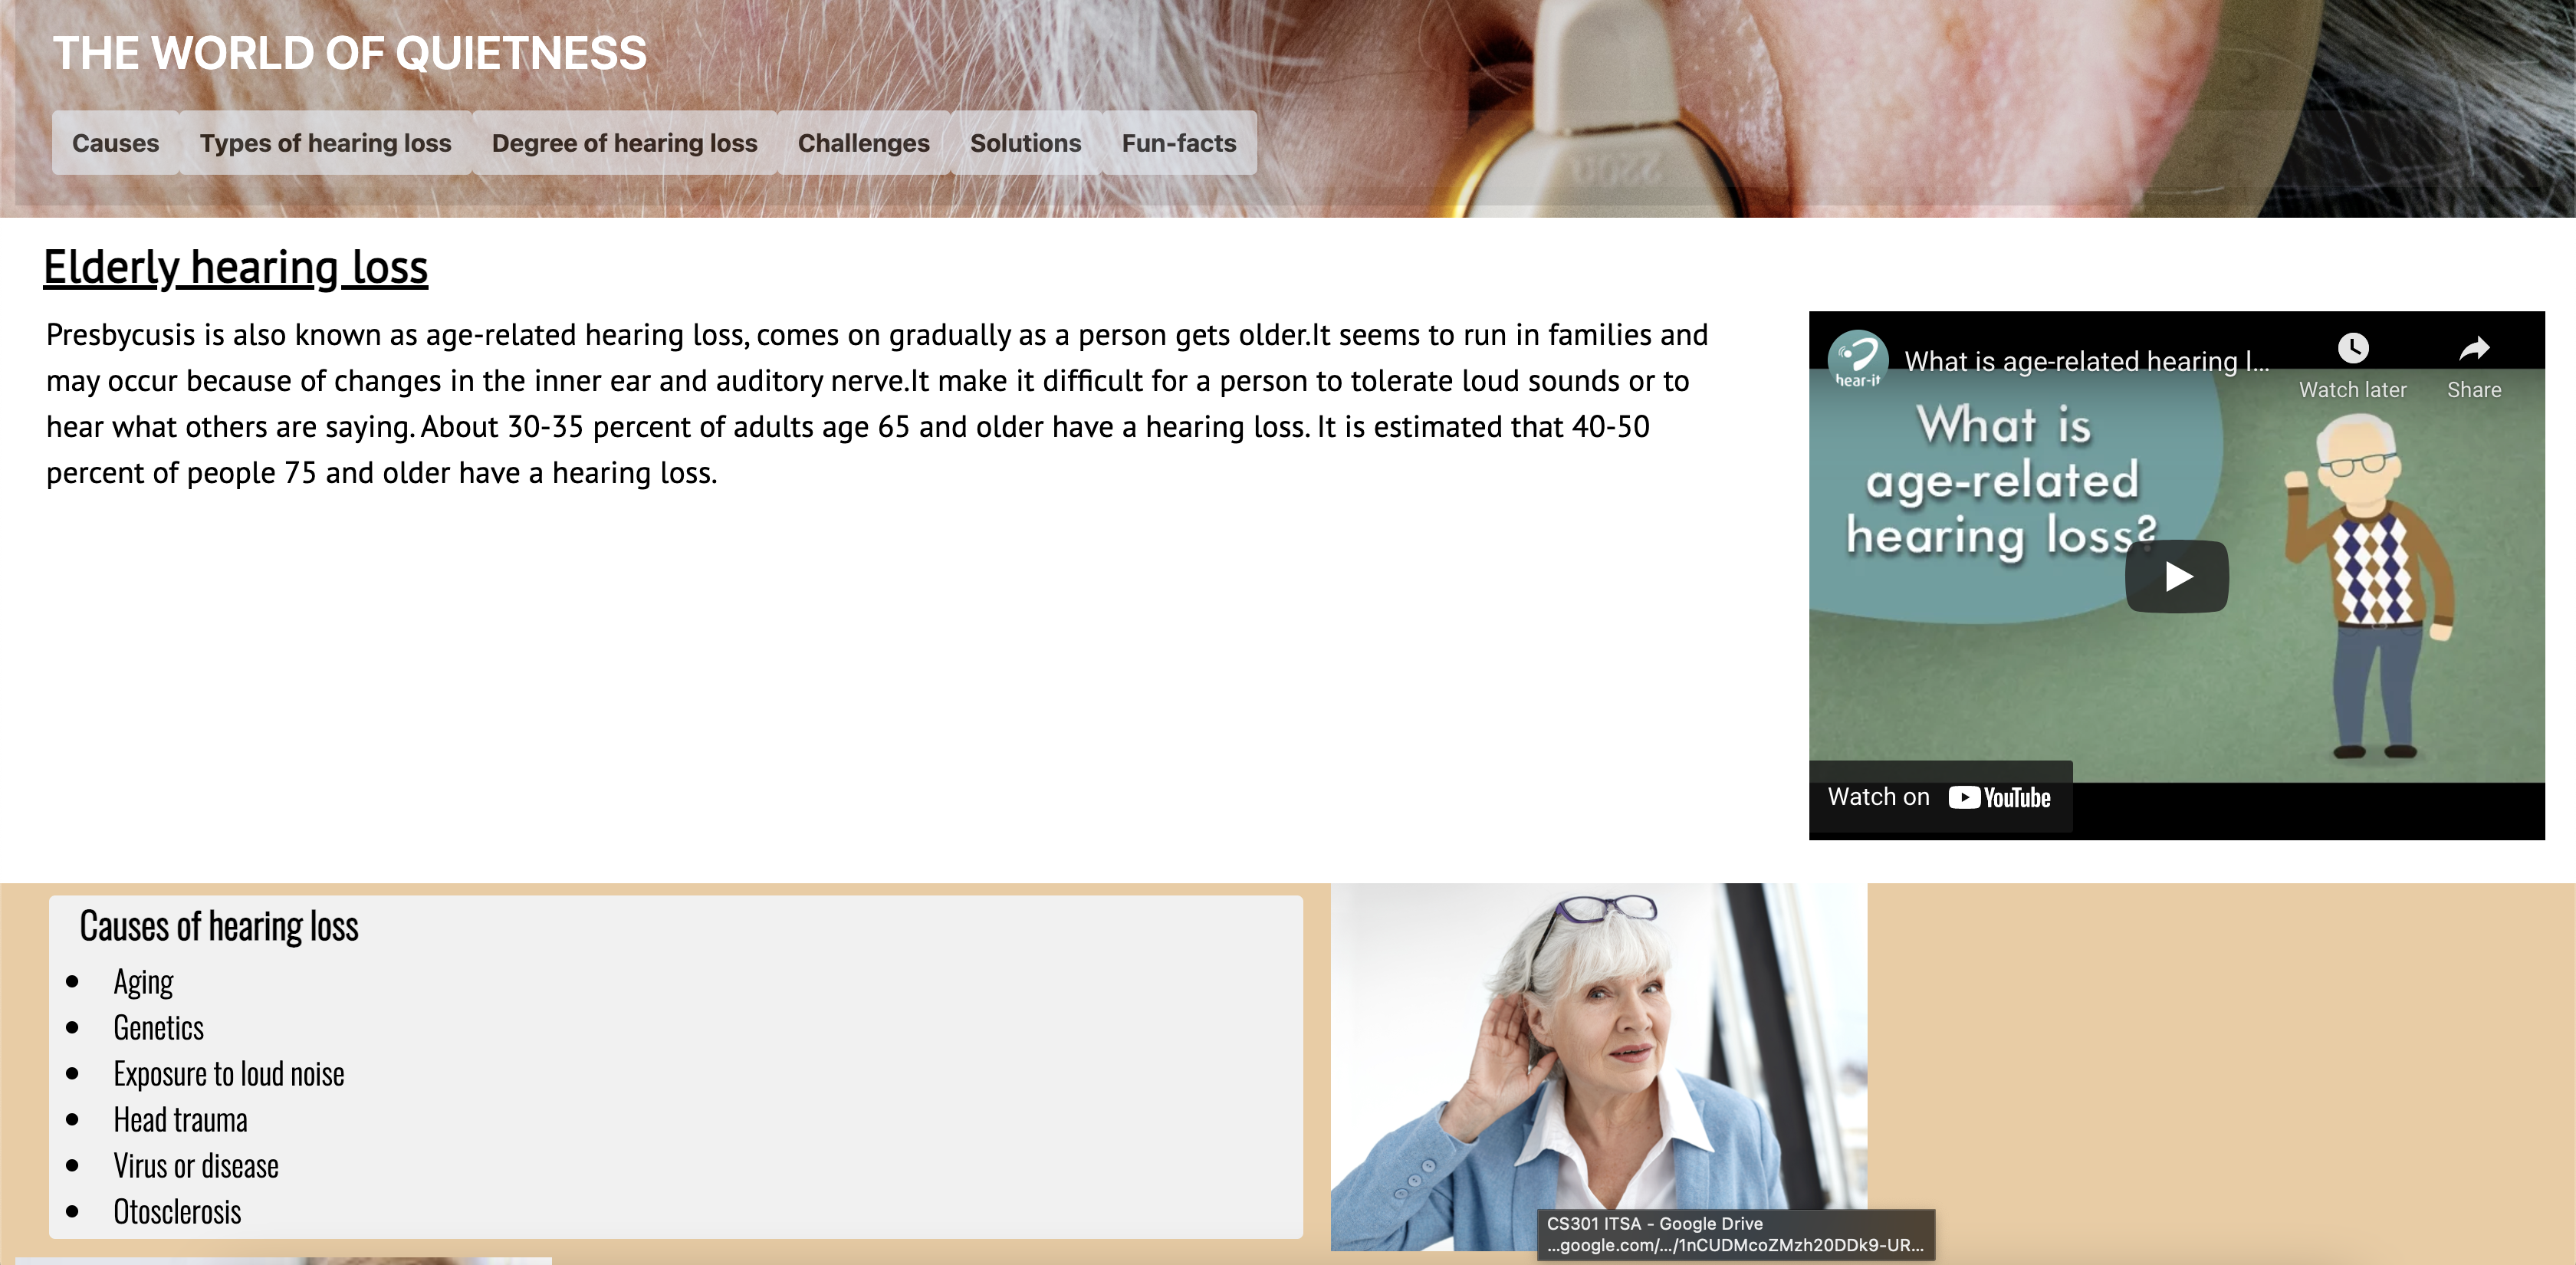 THE WORLD OF QUIETNESS
Causes Types of hearing loss Degree of hearing loss Challenges Solutions Fun-facts
Elderly hearing loss
Presbycusis is also known as age-related hearing loss, comes on gradually as a person gets older.It seems to run in families and
may occur because of changes in the inner ear and auditory nerve.It make it difficult for a person to tolerate loud sounds or to
hear what others are saying. About 30-35 percent of adults age 65 and older have a hearing loss. It is estimated that 40-50
percent of people 75 and older have a hearing loss.
hear-it
What is age-related hearing l...
Watch later
Share
What is
age-related
hearing loss?
Watch on YouTube
Causes of hearing loss
• Aging
• Genetics
• Exposure to loud noise
• Head trauma
• Virus or disease
• Otosclerosis
CS301 ITSA - Google Drive
...google.com/.../1nCUDMcoZMzh20DDk9-UR...